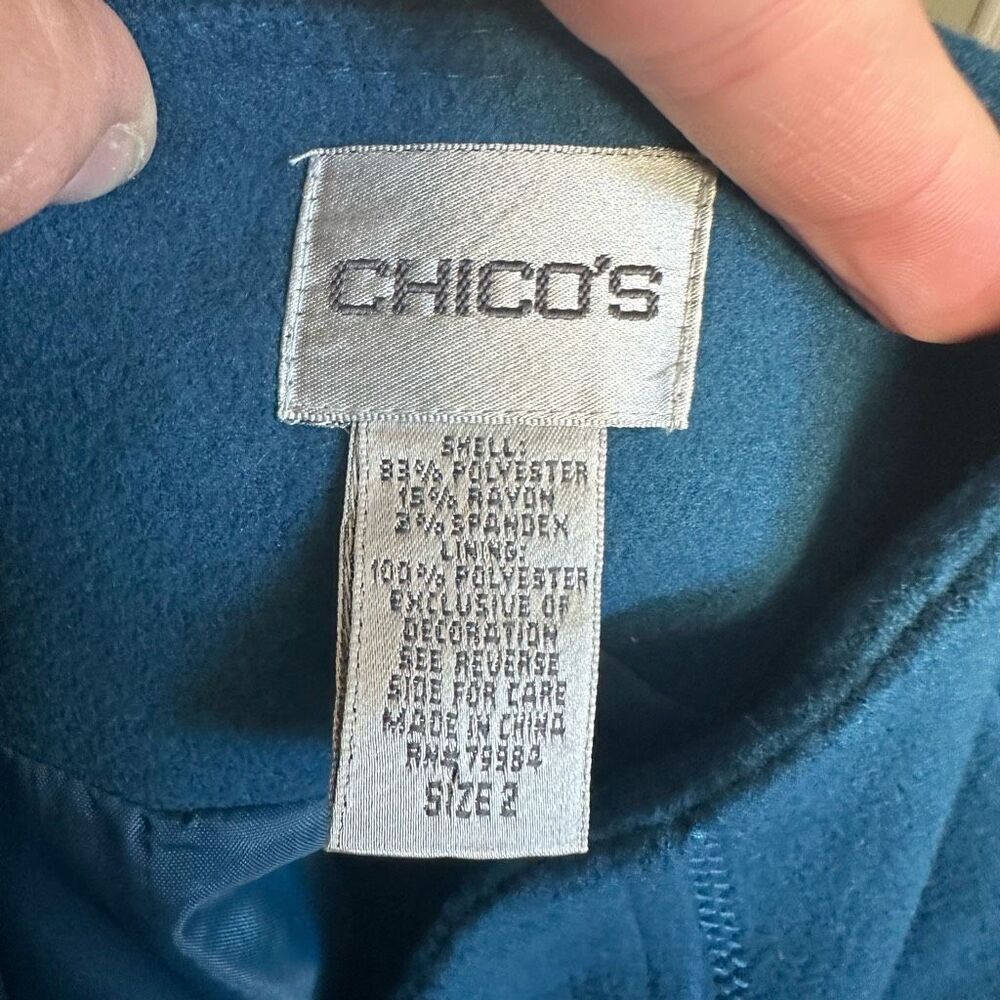 CHICO'S
SHELL:
83% POLYESTER
15% RAYON
2% SPANDEX
LINING:
100% POLYESTER
EXCLUSIVE OF
DECORATION
SEE REVERSE
SIDE FOR CARE
MADE IN CHINA
RN#79984
SIZE 2